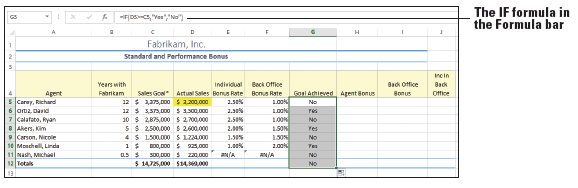 G5 =IF(D5>=C5,"Yes","No")
The IF formula in
the Formula bar
A B C D E F G H I J
1 Fabrikam, Inc.
2 Standard and Performance Bonus
3
Inc In
Years with Individual Back Office Back Office Back
4 Agent Fabrikam Sales Goal* Actual Sales Bonus Rate Bonus Rate Goal Achieved Agent Bonus Bonus Office
5 Carey, Richard 12 $ 3,375,000 $ 3,200,000 2.50% 1.00% No
6 Ortiz, David 12 $ 3,375,000 $ 3,500,000 2.50% 1.00% Yes
7 Calafato, Ryan 10 $ 2,875,000 $ 2,700,000 2.50% 1.00% No
8 Akers, Kim 5 $ 2,500,000 $ 2,600,000 2.00% 1.50% Yes
9 Carson, Nicole 4 $ 1,500,000 $ 1,224,000 1.50% 1.50% No
10 Moschell, Linda 1 $ 800,000 $ 925,000 1.00% 2.00% Yes
11 Nash, Michael 0.5 $ 300,000 $ 220,000 #N/A #N/A No
12 Totals $ 14,725,000 $14,369,000 No
13